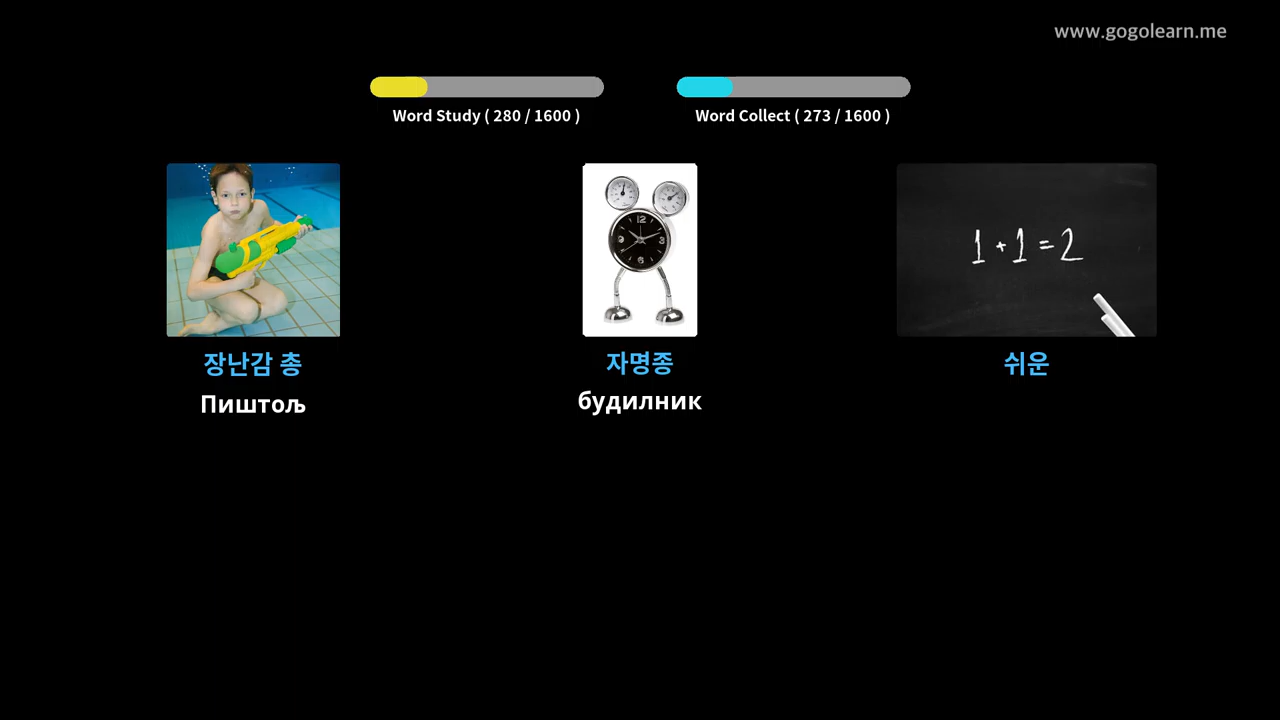 www.gogolearn.me
Word Study ( 280 / 1600 )
Word Collect ( 273 / 1600 )
1 + 1 = 2
장난감 총
자명종
쉬운
Пиштољ
будилник